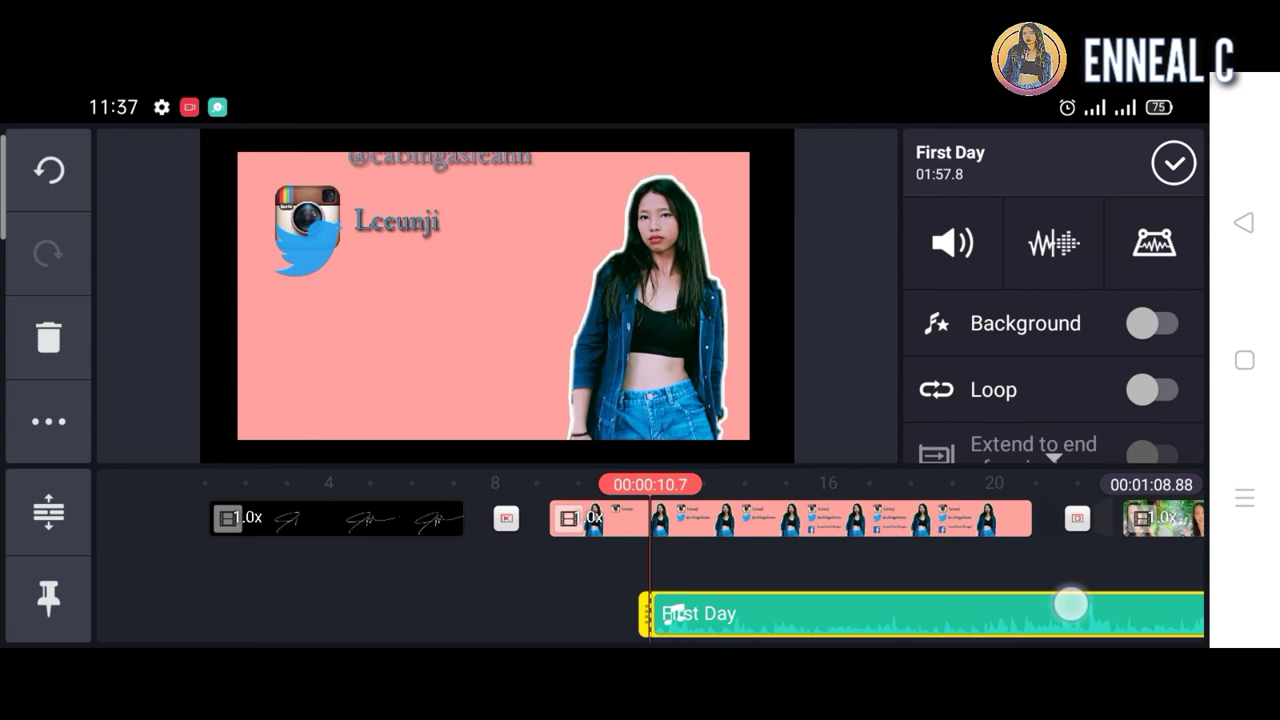 ENNEAL C
11:37
75
@cabingasleann
Lceunji
First Day
01:57.8
Background
Loop
Extend to end
4
8
00:00:10.7
16
20
00:01:08.88
1.0x
1.0x
1.0x
First Day